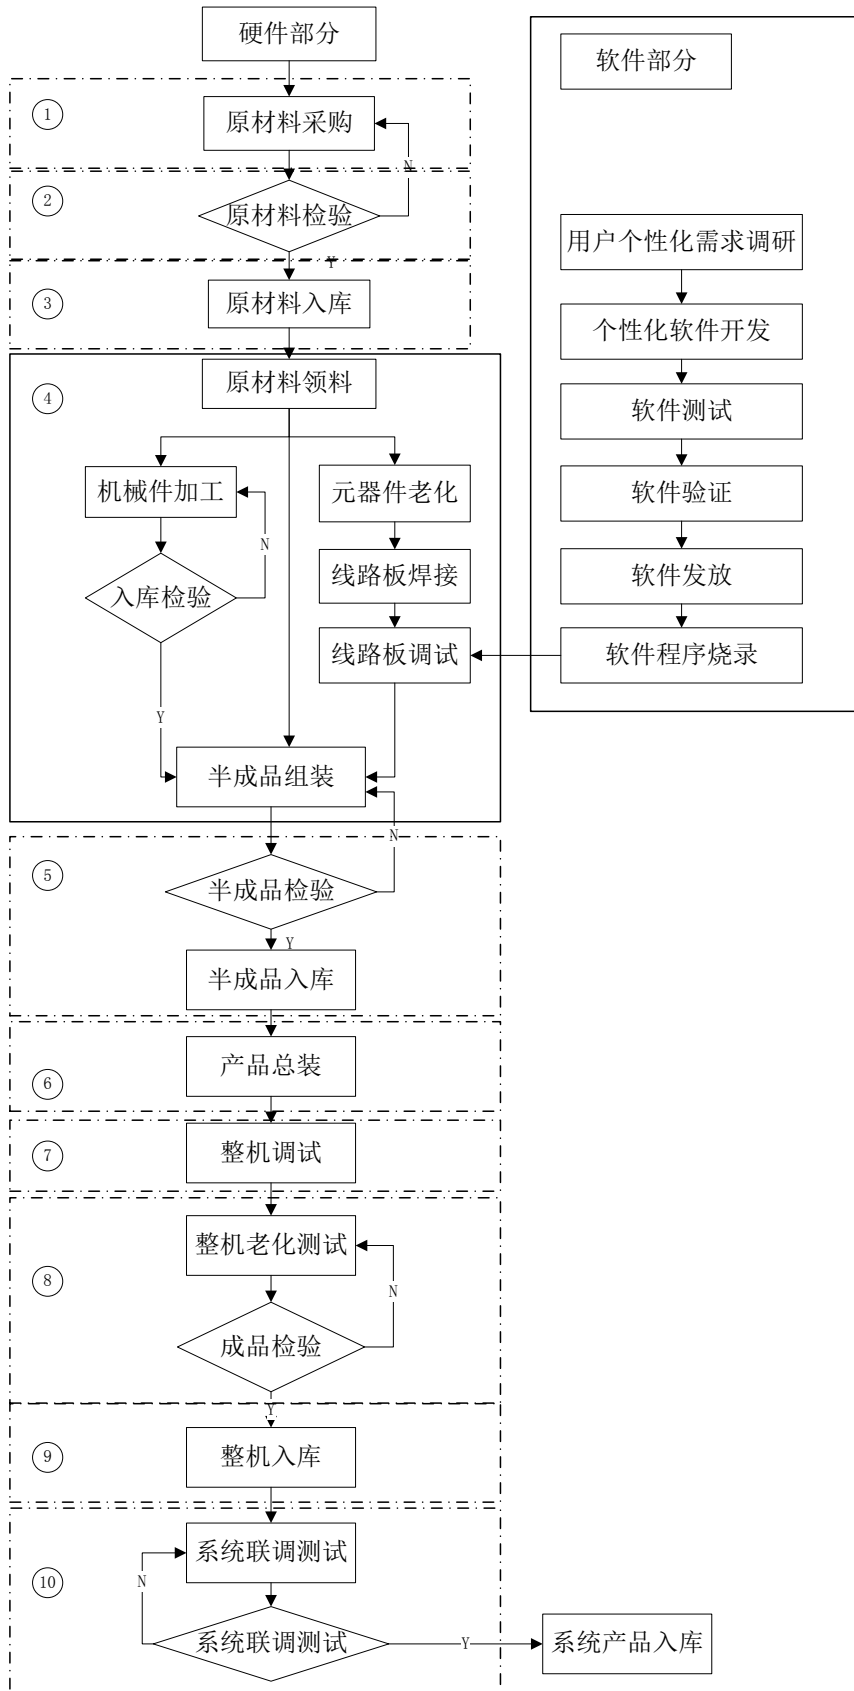 硬件部分
①
原材料采购
N
②
原材料检验
Y
③
原材料入库
④
原材料领料
机械件加工
元器件老化
N
线路板焊接
入库检验
线路板调试
Y
半成品组装
N
⑤
半成品检验
Y
半成品入库
⑥
产品总装
⑦
整机调试
⑧
整机老化测试
N
成品检验
Y
⑨
整机入库
⑩
系统联调测试
N
系统联调测试
Y
系统产品入库
软件部分
用户个性化需求调研
个性化软件开发
软件测试
软件验证
软件发放
软件程序烧录